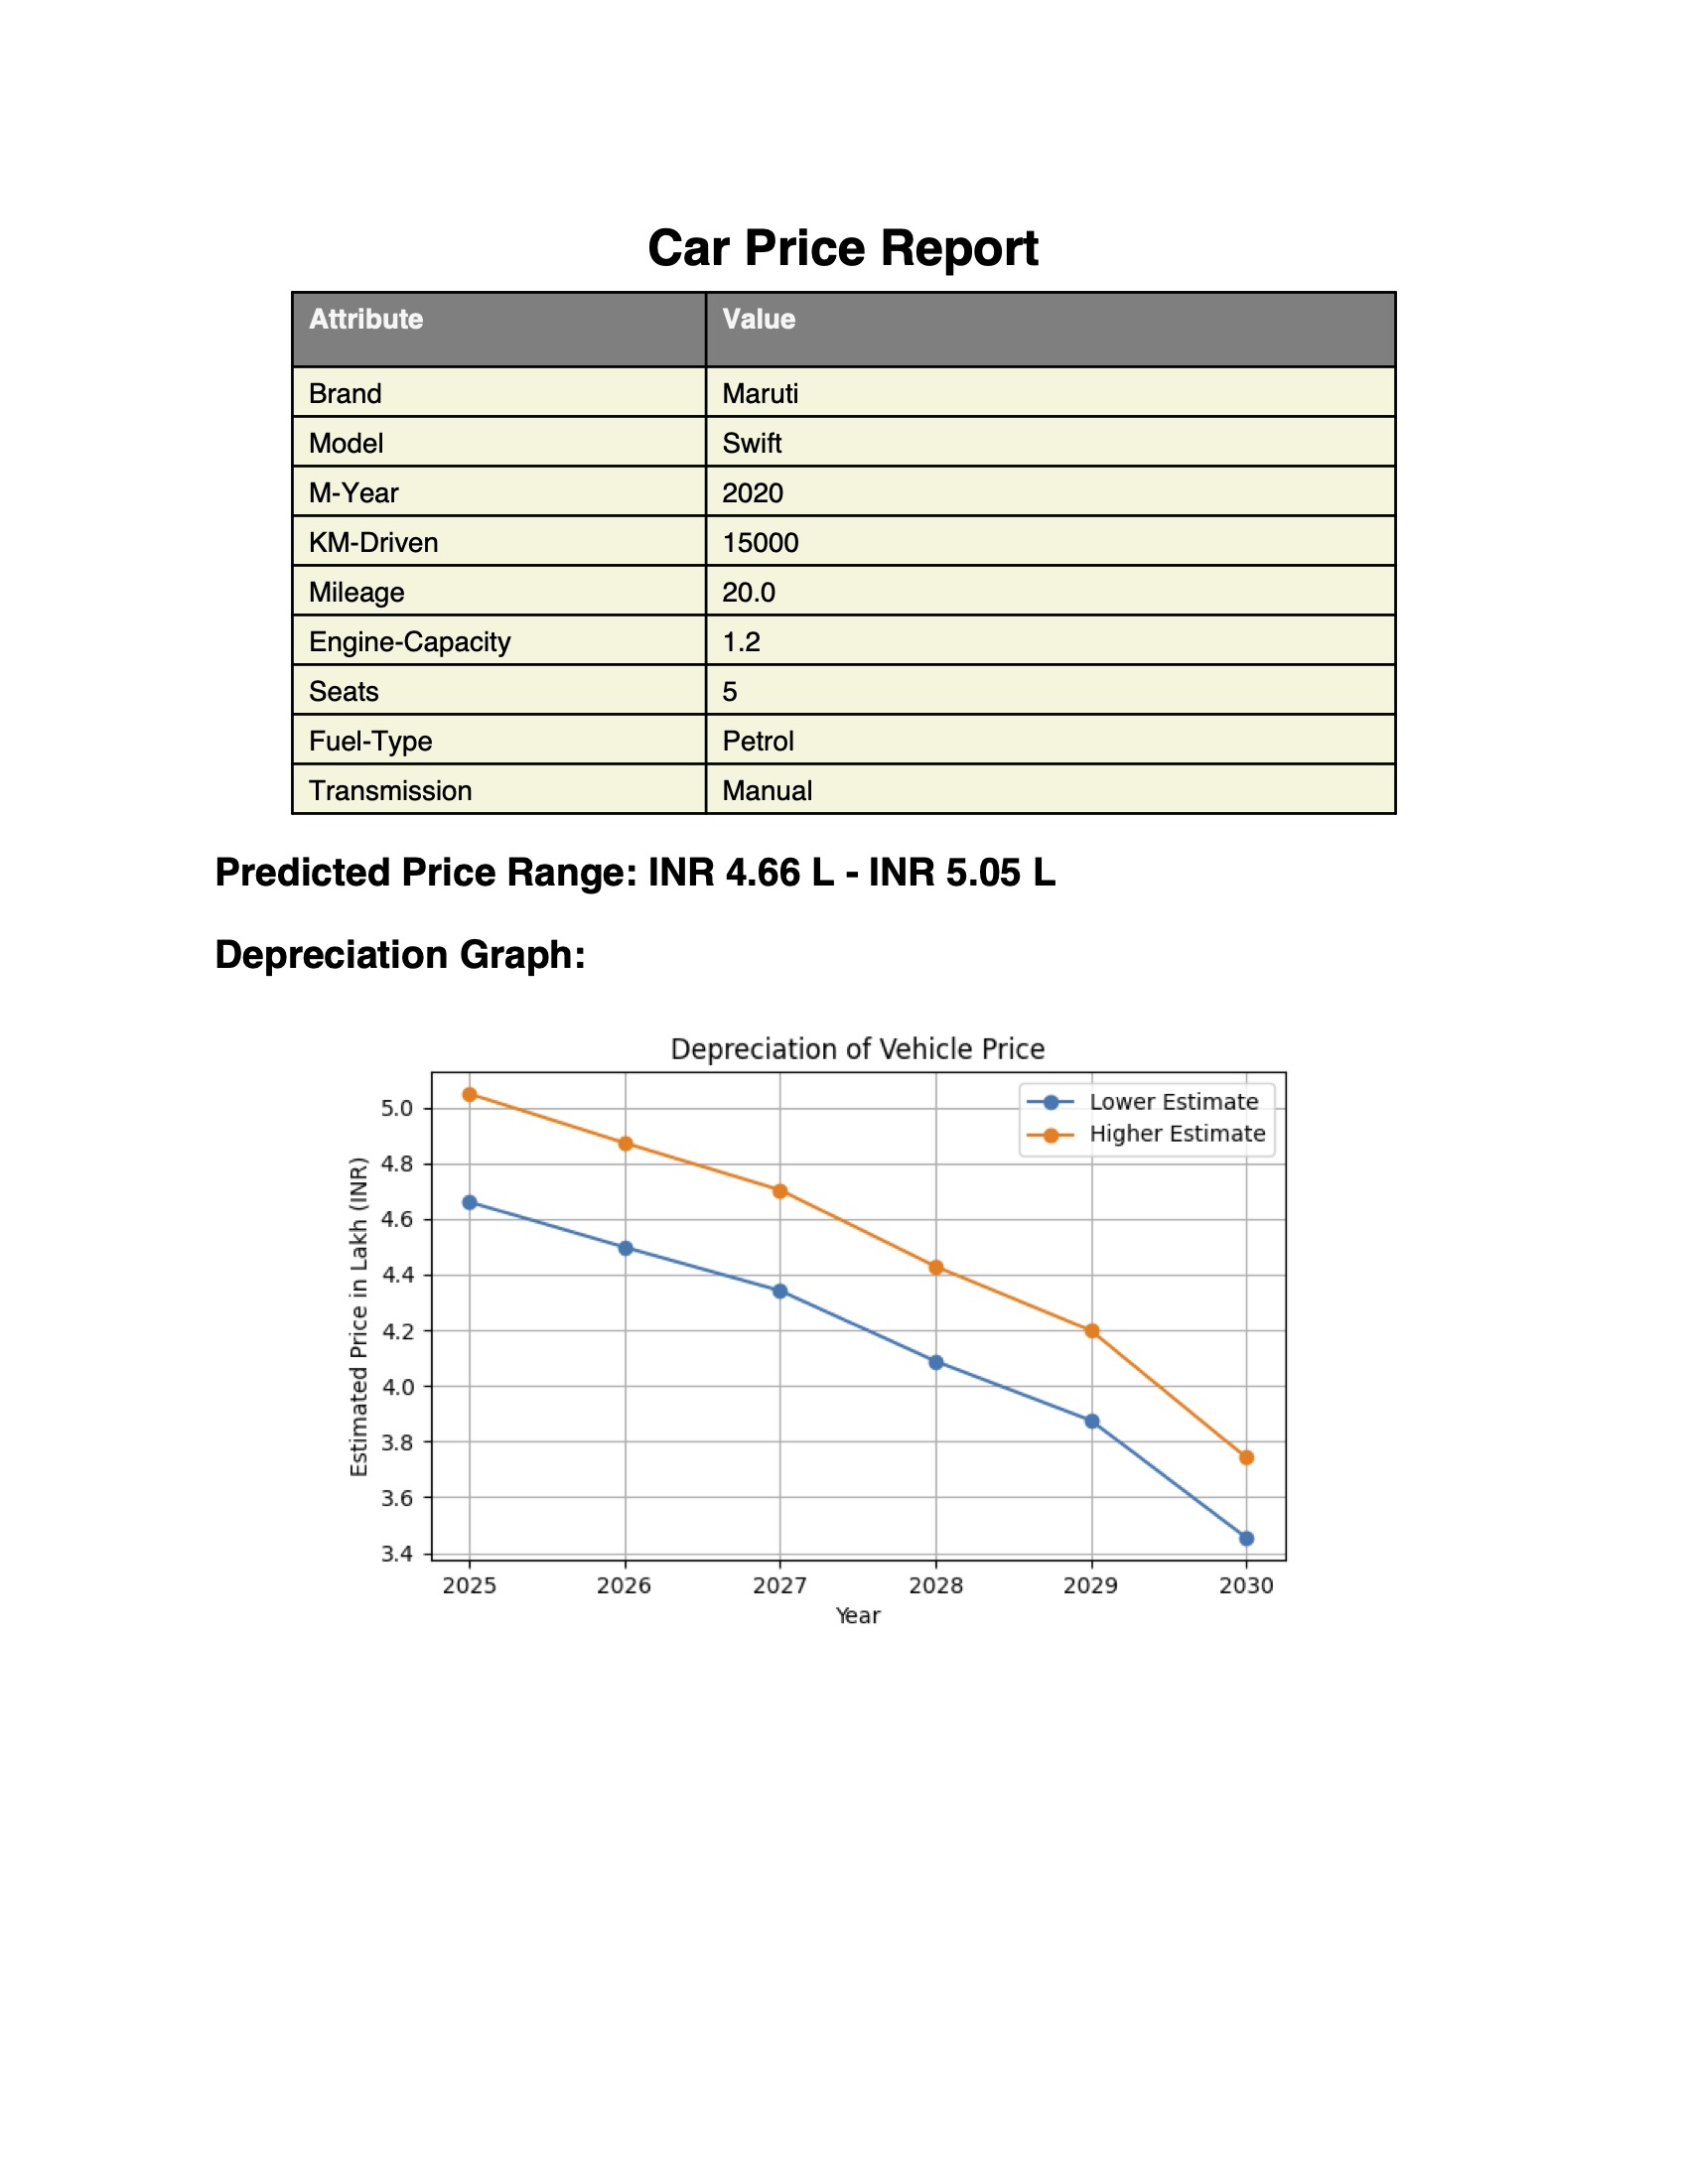 Car Price Report
Attribute Value
Brand Maruti
Model Swift
M-Year 2020
KM-Driven 15000
Mileage 20.0
Engine-Capacity 1.2
Seats 5
Fuel-Type Petrol
Transmission Manual
Predicted Price Range: INR 4.66 L - INR 5.05 L
Depreciation Graph:
Depreciation of Vehicle Price
Lower Estimate
Higher Estimate
Estimated Price in Lakh (INR)
5.0
4.8
4.6
4.4
4.2
4.0
3.8
3.6
3.4
2025 2026 2027 2028 2029 2030
Year